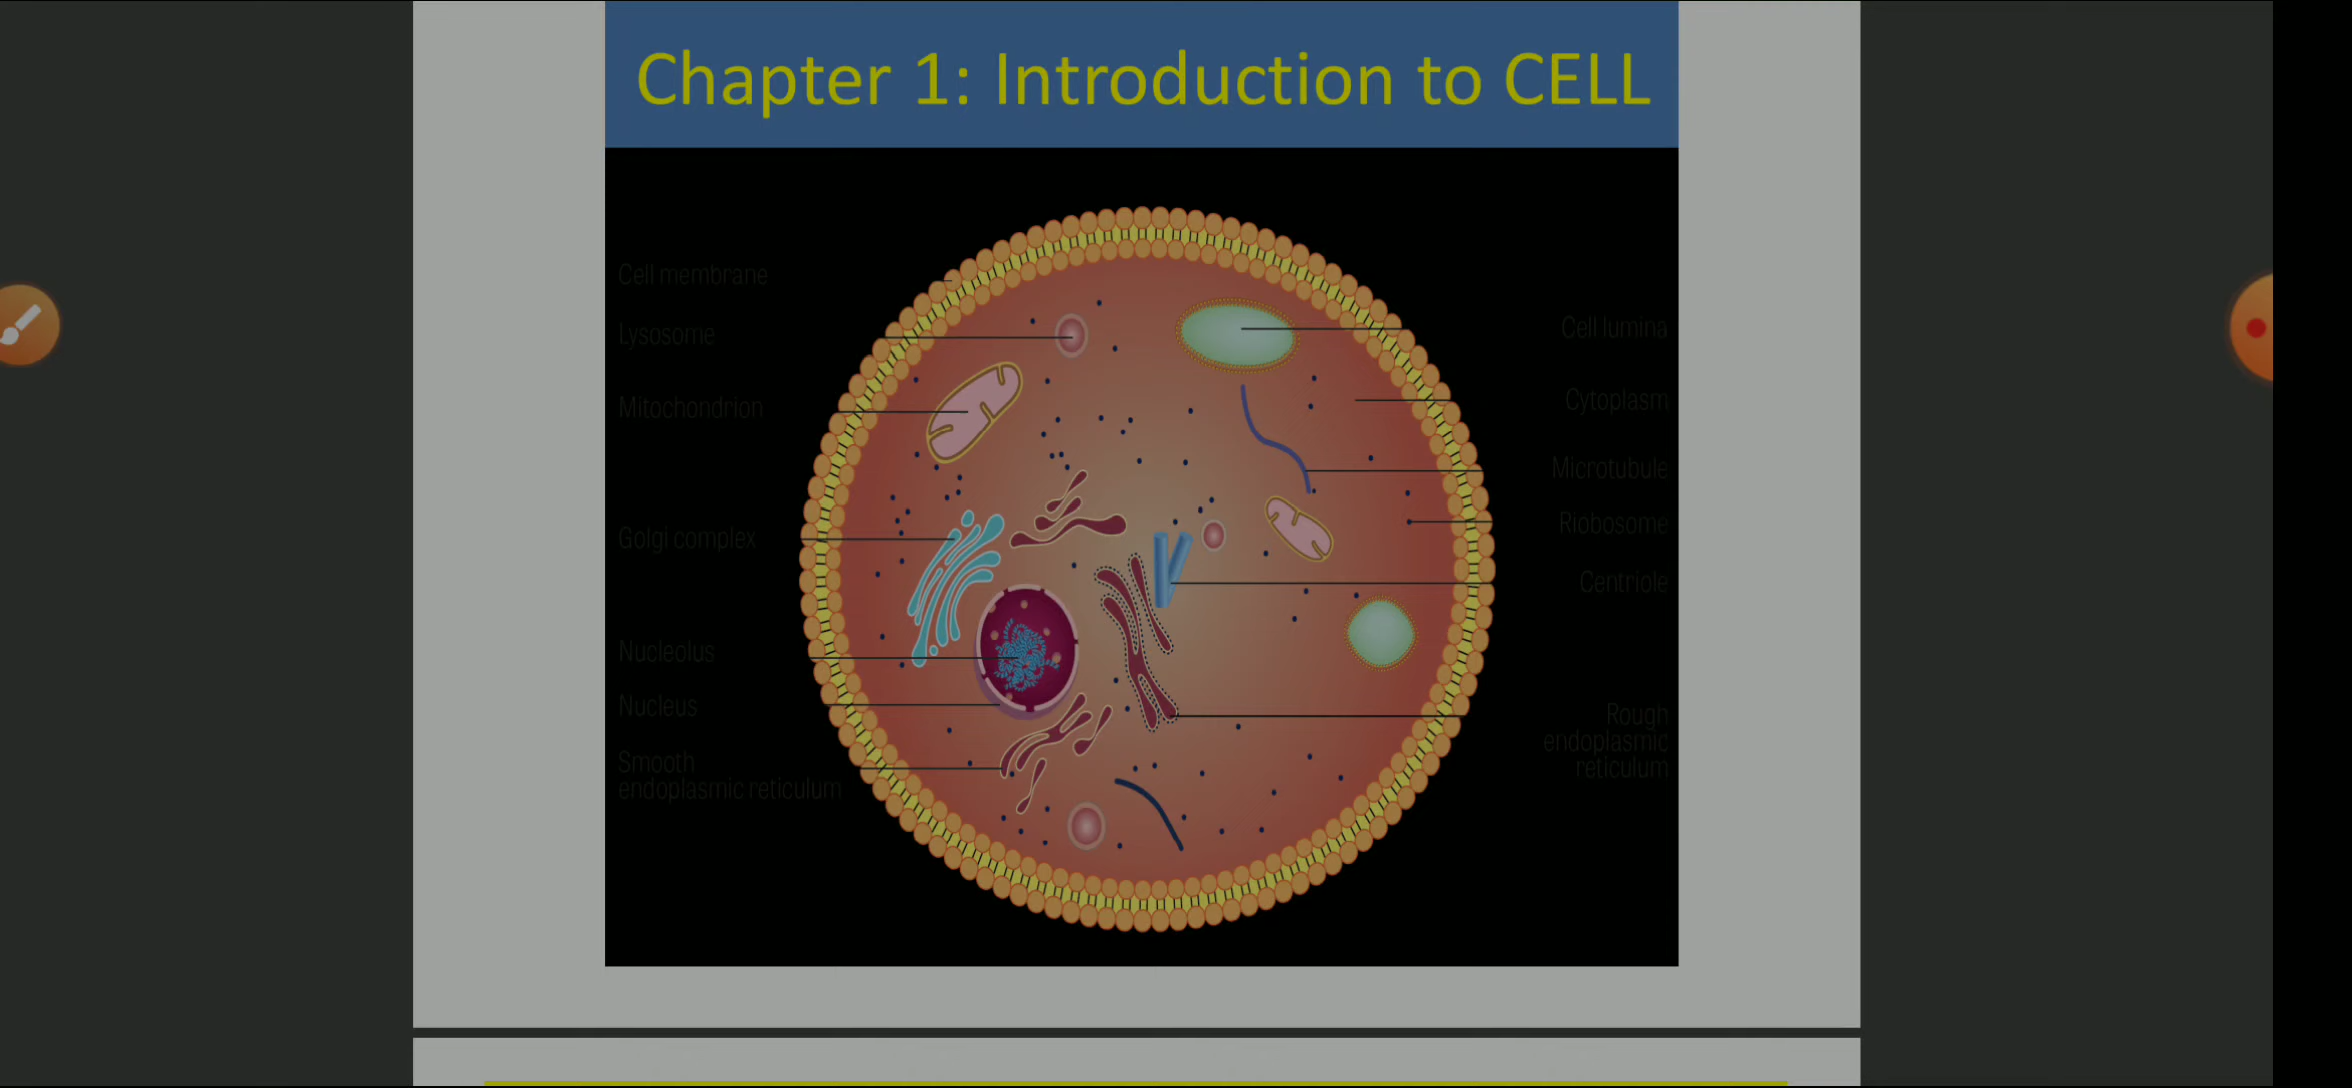 Chapter 1: Introduction to CELL
Cell membrane
Lysosome
Mitochondrion
Golgi complex
Nucleolus
Nucleus
Smooth
endoplasmic reticulum
Cell lumina
Cytoplasm
Microtubule
Riobosome
Centriole
Rough
endoplasmic
reticulum